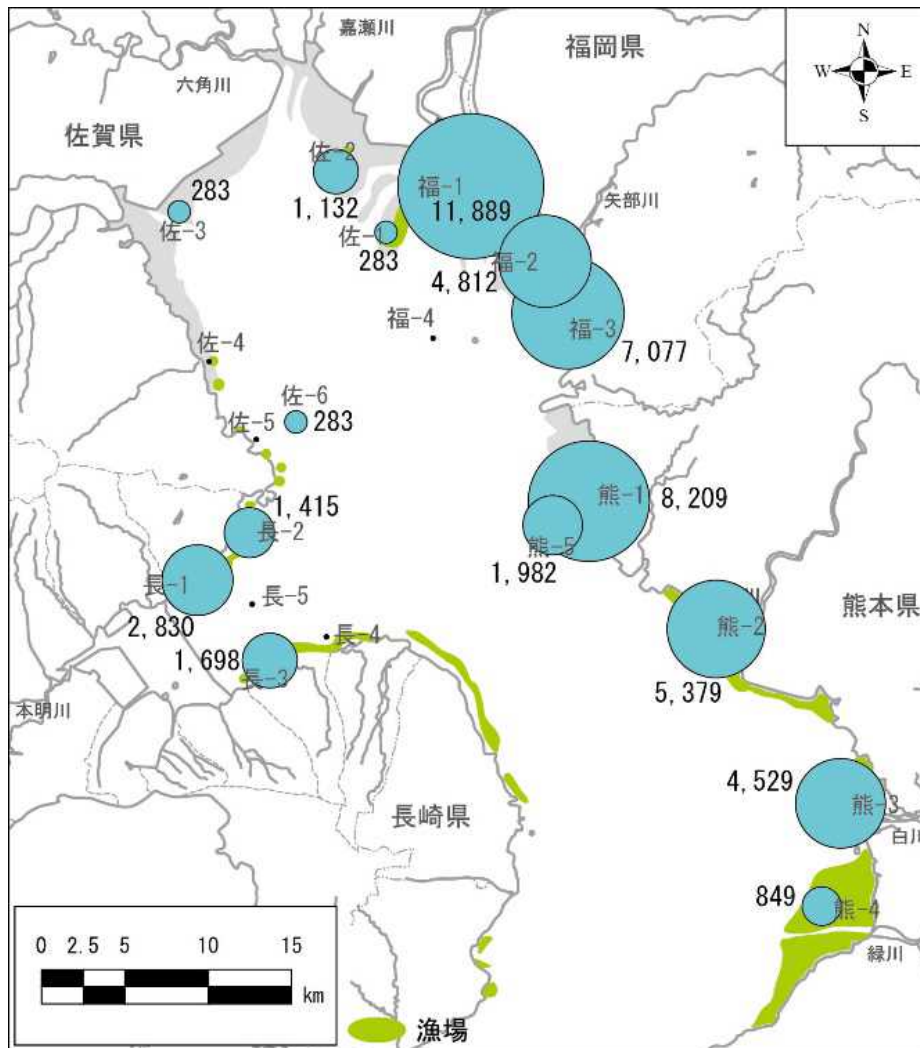 嘉瀬川
福岡県
N
W E
S
六角川
佐賀県
佐-2
283
佐-3
1,132
福-1
11,889
矢部川
佐-1
283
福-2
4,812
福-4
福-3
7,077
佐-4
佐-6
283
佐-5
1,415
長-2
熊-1
8,209
熊-5
1,982
長-1
2,830
長-5
長-4
1,698
長-3
川
熊-2
熊本県
5,379
本明川
4,529
熊-3
長崎県
白川
849
熊-4
緑川
0 2.5 5 10 15
km
漁場